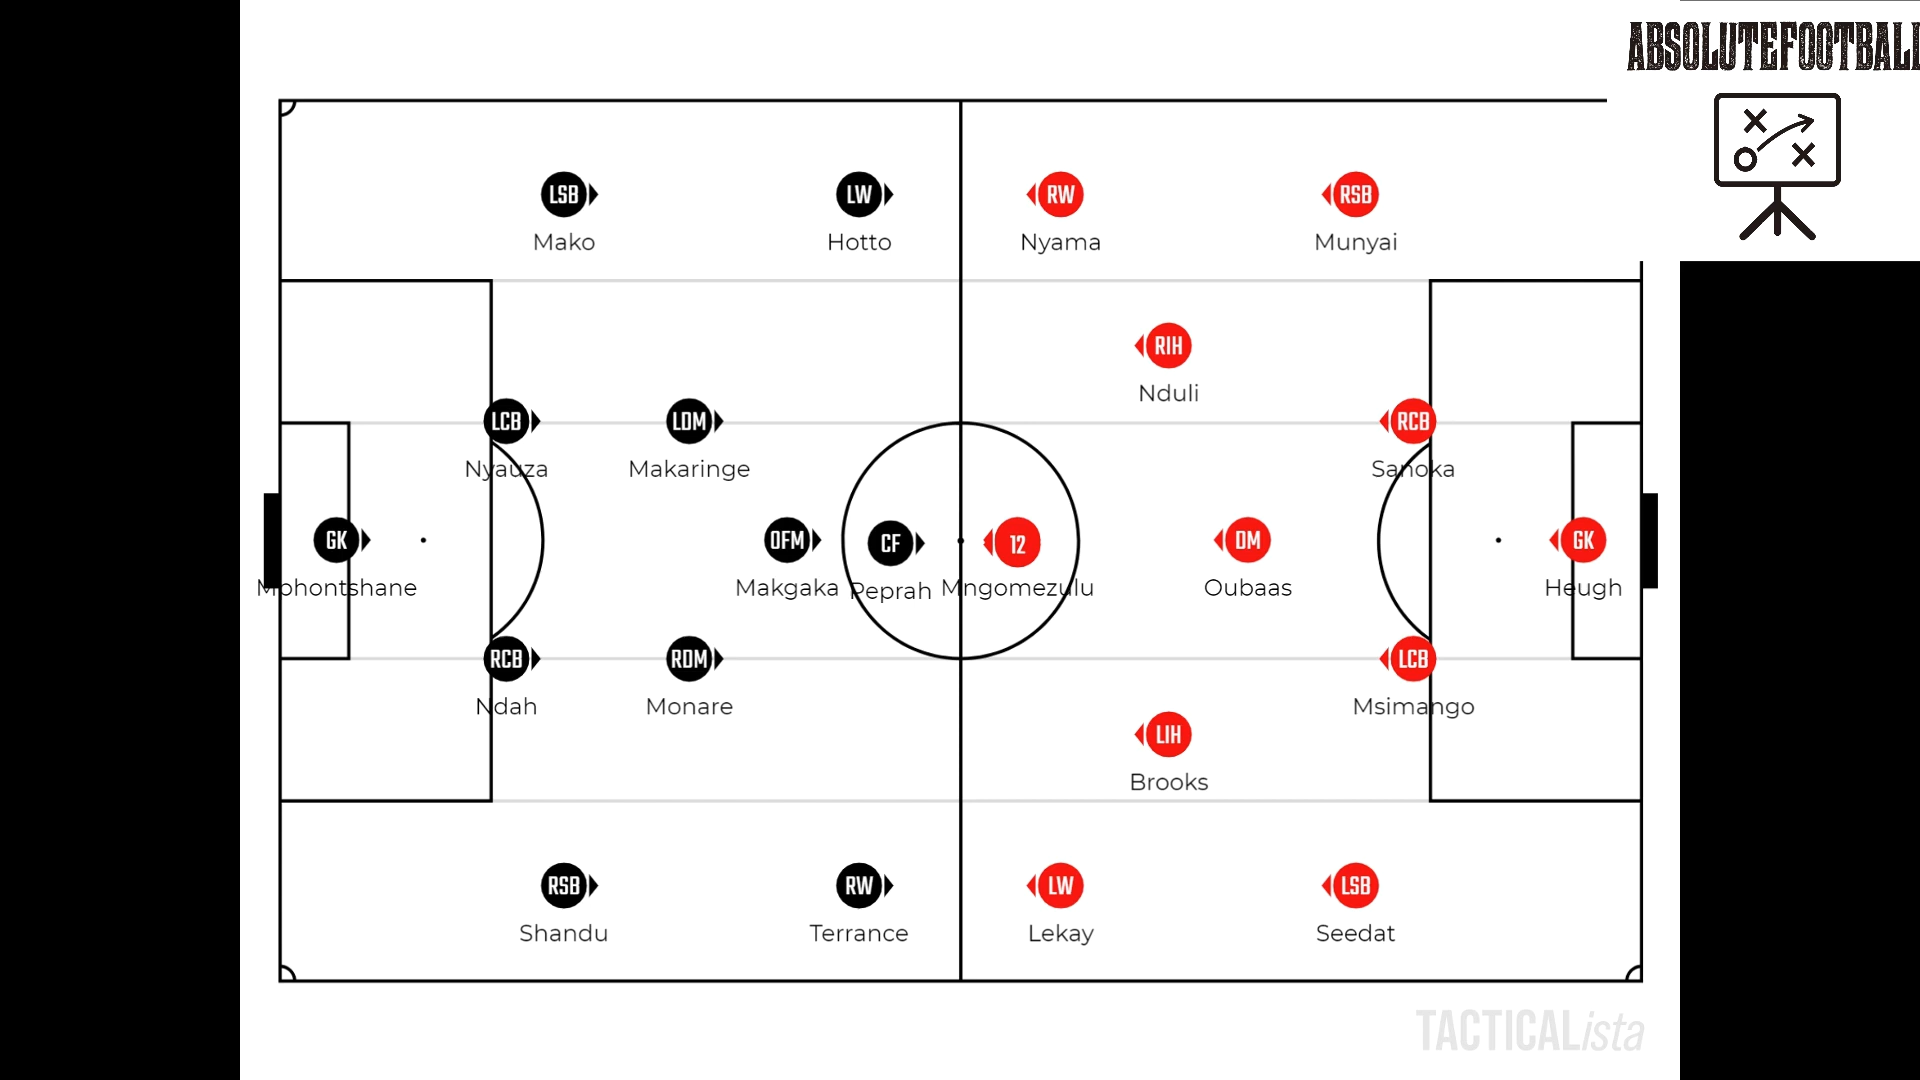 ABSOLUTEFOOTBALL
LSB
Mako
LW
Hotto
RW
Nyama
RSB
Munyai
RIH
Nduli
LCB
Nyauza
LDM
Makaringe
RCB
Sanoka
GK
Mphontshane
OFM
Makgaka
CF
Peprah
12
Mngomezulu
DM
Oubaas
GK
Heugh
RCB
Ndah
RDM
Monare
LCB
Msimango
LIH
Brooks
RSB
Shandu
RW
Terrance
LW
Lekay
LSB
Seedat
TACTICALista